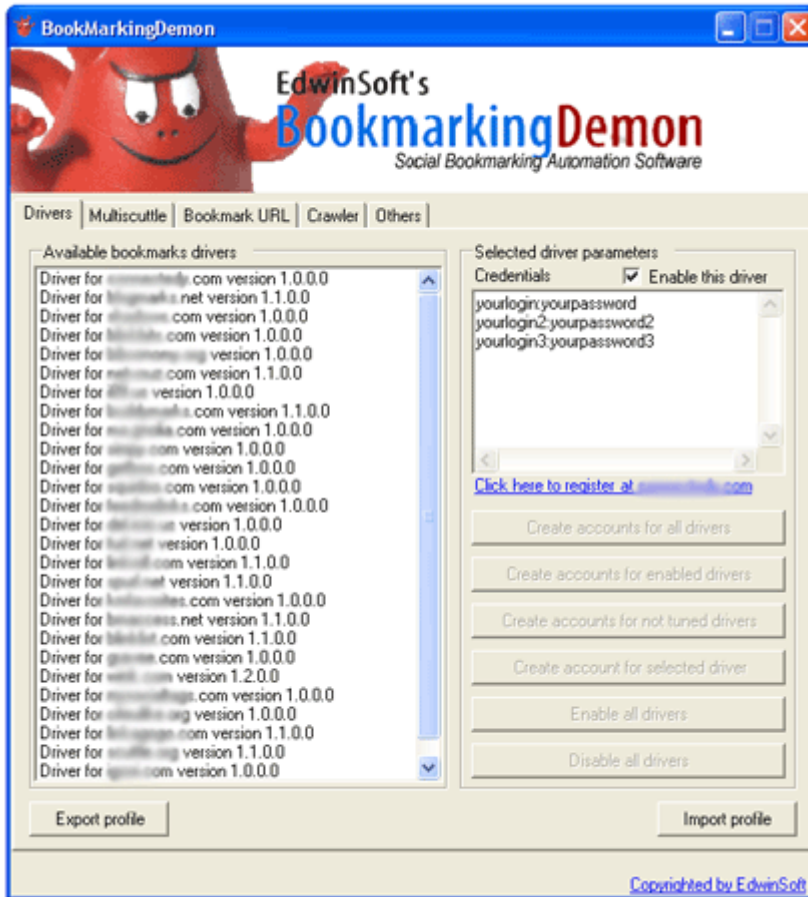 BookMarkingDemon
EdwinSoft's
BookmarkingDemon
Social Bookmarking Automation Software
Drivers Multiscuttle Bookmark URL Crawler Others
Available bookmarks drivers
Driver for .com version 1.0.0.0
Driver for .net version 1.1.0.0
Driver for .com version 1.0.0.0
Driver for .com version 1.0.0.0
Driver for .org version 1.0.0.0
Driver for .com version 1.1.0.0
Driver for .us version 1.0.0.0
Driver for .com version 1.1.0.0
Driver for .com version 1.0.0.0
Driver for .com version 1.0.0.0
Driver for .com version 1.0.0.0
Driver for .com version 1.0.0.0
Driver for .com version 1.0.0.0
Driver for version 1.0.0.0
Driver for .net version 1.0.0.0
Driver for .com version 1.1.0.0
Driver for .net version 1.1.0.0
Driver for .com version 1.0.0.0
Driver for .net version 1.1.0.0
Driver for .com version 1.1.0.0
Driver for .com version 1.0.0.0
Driver for .com version 1.2.0.0
Driver for .com version 1.0.0.0
Driver for .org version 1.0.0.0
Driver for .com version 1.1.0.0
Driver for .org version 1.1.0.0
Driver for .com version 1.0.0.0
Selected driver parameters
Credentials Enable this driver
yourlogin:yourpassword
yourlogin2:yourpassword2
yourlogin3:yourpassword3
Click here to register at .com
Create accounts for all drivers
Create accounts for enabled drivers
Create accounts for not tuned drivers
Create account for selected driver
Enable all drivers
Disable all drivers
Export profile Import profile
Copyrighted by EdwinSoft